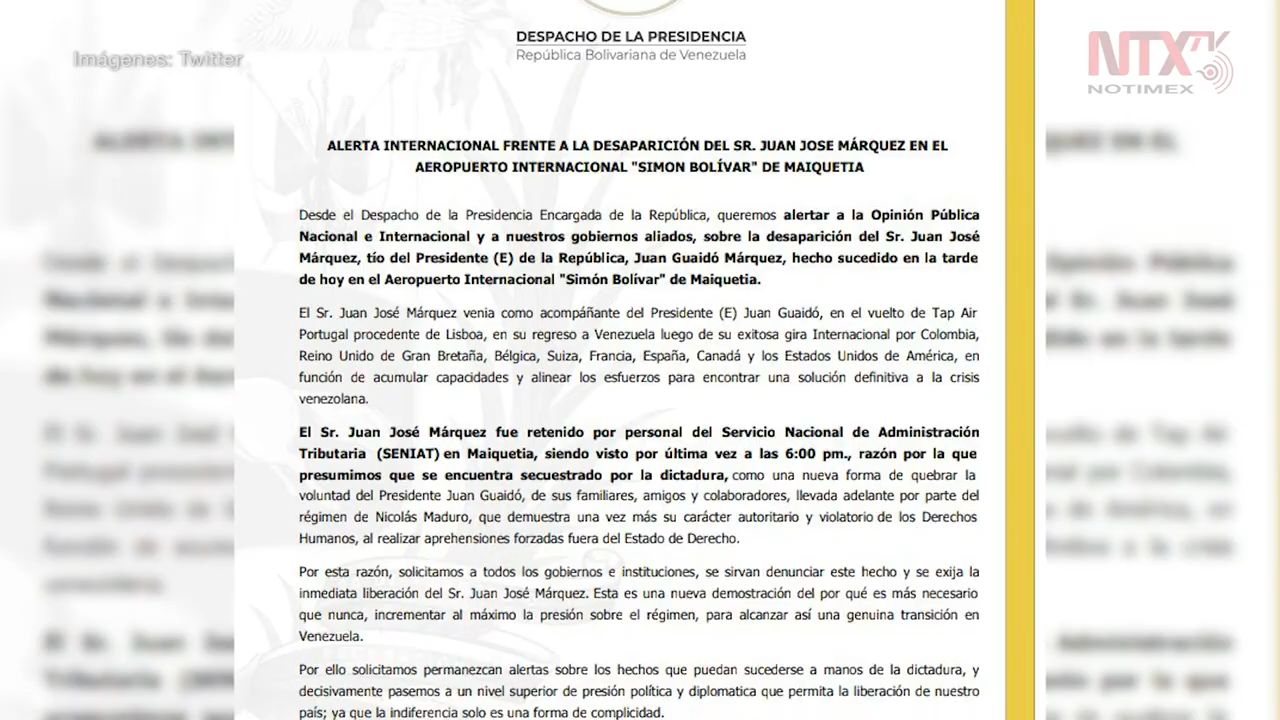 Imágenes: Twitter
NTX TV
NOTIMEX
DESPACHO DE LA PRESIDENCIA
República Bolivariana de Venezuela
ALERTA INTERNACIONAL FRENTE A LA DESAPARICIÓN DEL SR. JUAN JOSE MÁRQUEZ EN EL
AEROPUERTO INTERNACIONAL "SIMON BOLÍVAR" DE MAIQUETIA
Desde el Despacho de la Presidencia Encargada de la República, queremos alertar a la Opinión Pública
Nacional e Internacional y a nuestros gobiernos aliados, sobre la desaparición del Sr. Juan José
Márquez, tío del Presidente (E) de la República, Juan Guaidó Márquez, hecho sucedido en la tarde
de hoy en el Aeropuerto Internacional "Simón Bolívar" de Maiquetia.
El Sr. Juan José Márquez venia como acompáñante del Presidente (E) Juan Guaidó, en el vuelto de Tap Air
Portugal procedente de Lisboa, en su regreso a Venezuela luego de su exitosa gira Internacional por Colombia,
Reino Unido de Gran Bretaña, Bélgica, Suiza, Francia, España, Canadá y los Estados Unidos de América, en
función de acumular capacidades y alinear los esfuerzos para encontrar una solución definitiva a la crisis
venezolana.
El Sr. Juan José Márquez fue retenido por personal del Servicio Nacional de Administración
Tributaria (SENIAT) en Maiquetia, siendo visto por última vez a las 6:00 pm., razón por la que
presumimos que se encuentra secuestrado por la dictadura, como una nueva forma de quebrar la
voluntad del Presidente Juan Guaidó, de sus familiares, amigos y colaboradores, llevada adelante por parte del
régimen de Nicolás Maduro, que demuestra una vez más su carácter autoritario y violatorio de los Derechos
Humanos, al realizar aprehensiones forzadas fuera del Estado de Derecho.
Por esta razón, solicitamos a todos los gobiernos e instituciones, se sirvan denunciar este hecho y se exija la
inmediata liberación del Sr. Juan José Márquez. Esta es una nueva demostración del por qué es más necesario
que nunca, incrementar al máximo la presión sobre el régimen, para alcanzar así una genuina transición en
Venezuela.
Por ello solicitamos permanezcan alertas sobre los hechos que puedan sucederse a manos de la dictadura, y
decisivamente pasemos a un nivel superior de presión política y diplomatica que permita la liberación de nuestro
país; ya que la indiferencia solo es una forma de complicidad.